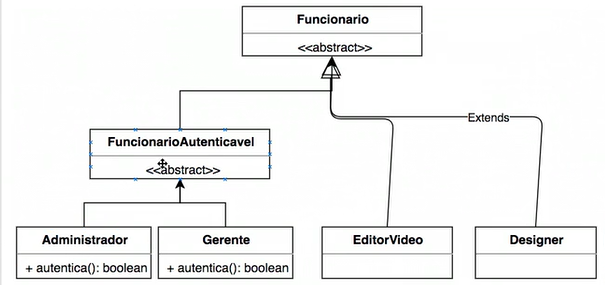 Funcionario
<<abstract>>
Extends
FuncionarioAutenticavel
<<abstract>>
Administrador
+ autentica(): boolean
Gerente
+ autentica(): boolean
EditorVideo
Designer